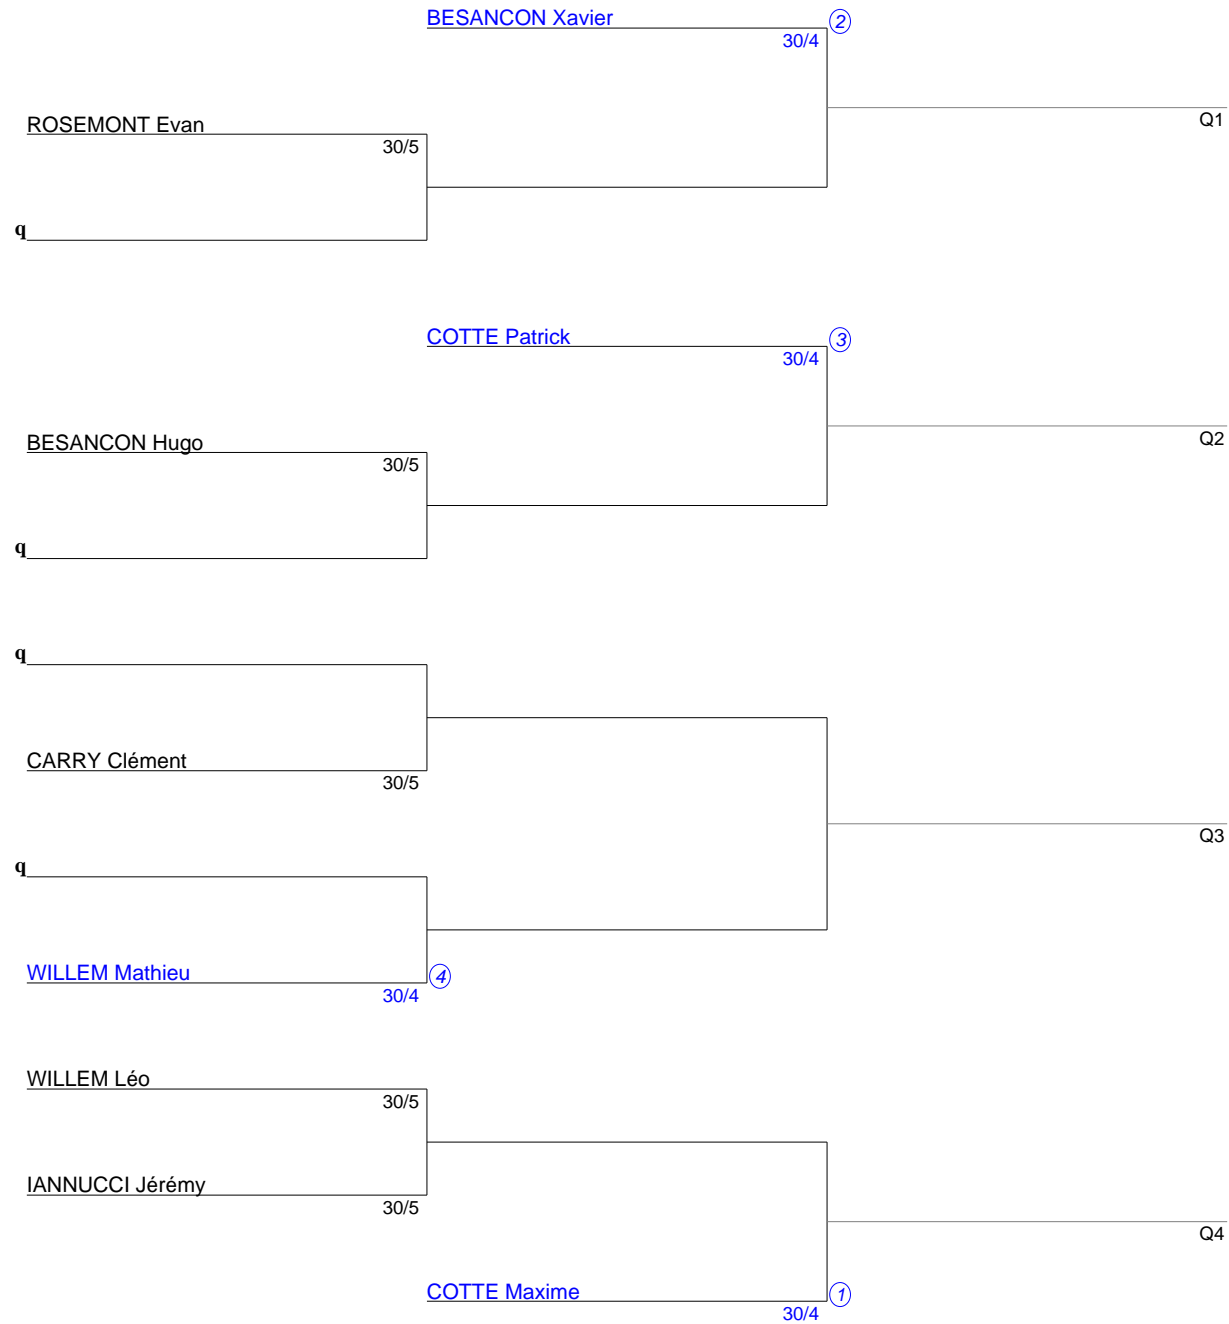 BESANCON Xavier 2
30/4
Q1
ROSEMONT Evan
30/5
q
COTTE Patrick 3
30/4
Q2
BESANCON Hugo
30/5
q
q
CARRY Clément
30/5
Q3
q
WILLEM Mathieu 4
30/4
WILLEM Léo
30/5
IANNUCCI Jérémy
30/5
Q4
COTTE Maxime 1
30/4